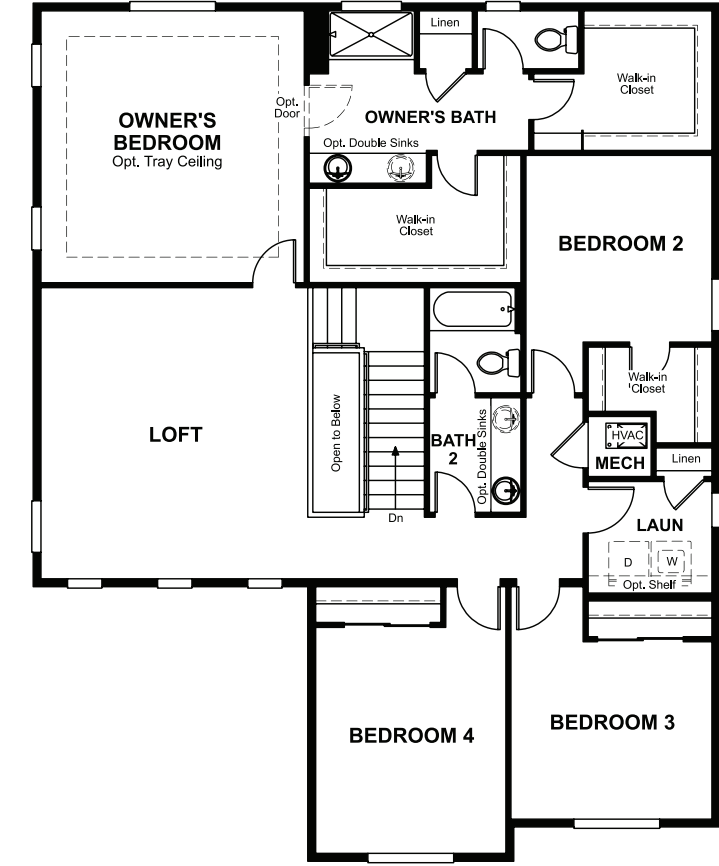 Linen
Walk-in
Closet
Opt.
Door
OWNER'S
BEDROOM
Opt. Tray Ceiling
OWNER'S BATH
Opt. Double Sinks
Walk-in
Closet
BEDROOM 2
Walk-in
Closet
LOFT
Open to Below
Dn
BATH
2
Opt. Double Sinks
HVAC
MECH
Linen
LAUN
D
W
Opt. Shelf
BEDROOM 4
BEDROOM 3